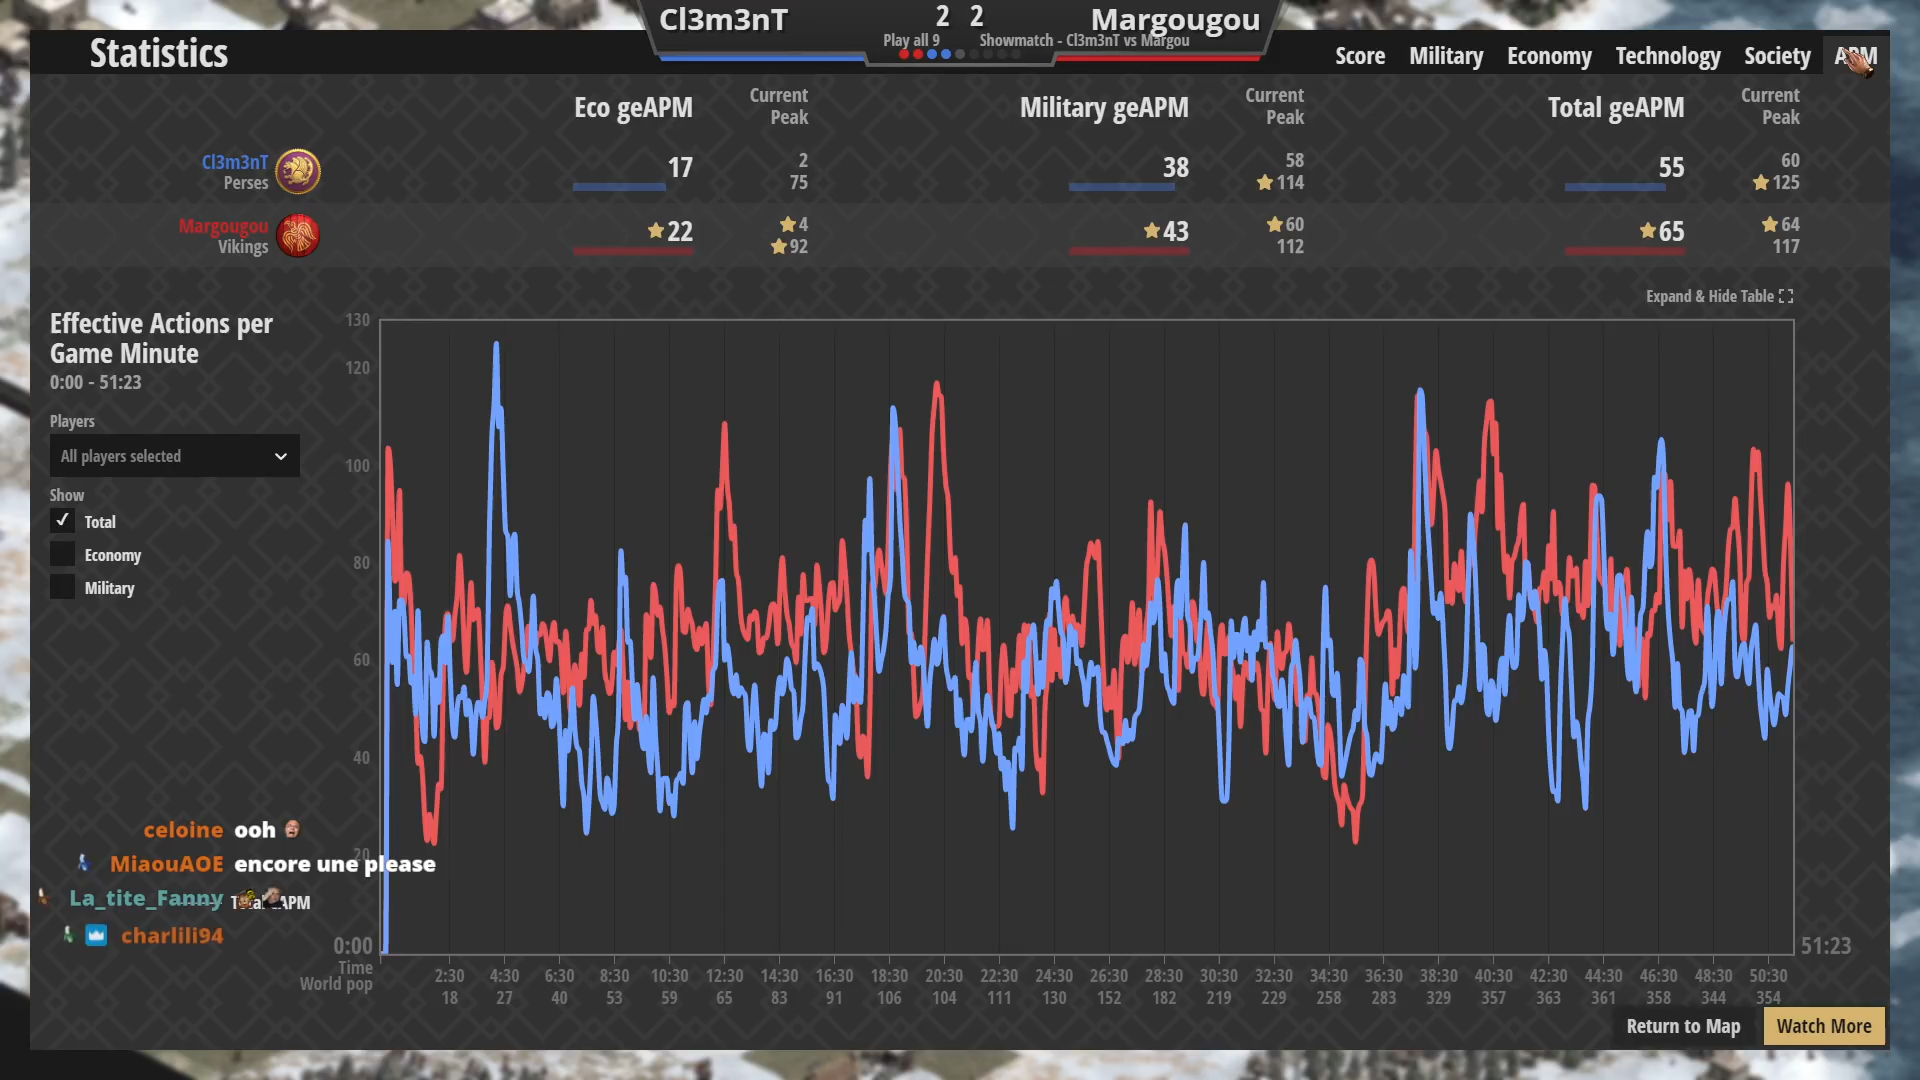 Cl3m3nT 2 2 Margougou
Play all 9 Showmatch - Cl3m3nT vs Margou
Statistics
Score Military Economy Technology Society APM
Eco geAPM Current Peak Military geAPM Current Peak Total geAPM Current Peak
Cl3m3nT 17 2 38 58 55 60
Perses 75 114 125
Margougou 22 4 43 60 65 64
Vikings 92 112 117
Expand & Hide Table
Effective Actions per
Game Minute
0:00 - 51:23
Players
All players selected
Show
Total
Economy
Military
130
120
100
80
60
40
20
celoine ooh
MiaouAOE encore une please
La_tite_Fanny
charlili94
0:00 51:23
Time 2:30 4:30 6:30 8:30 10:30 12:30 14:30 16:30 18:30 20:30 22:30 24:30 26:30 28:30 30:30 32:30 34:30 36:30 38:30 40:30 42:30 44:30 46:30 48:30 50:30
World pop 18 27 40 53 59 65 83 91 106 104 111 130 152 182 219 229 258 283 329 357 363 361 358 344 354
Return to Map Watch More